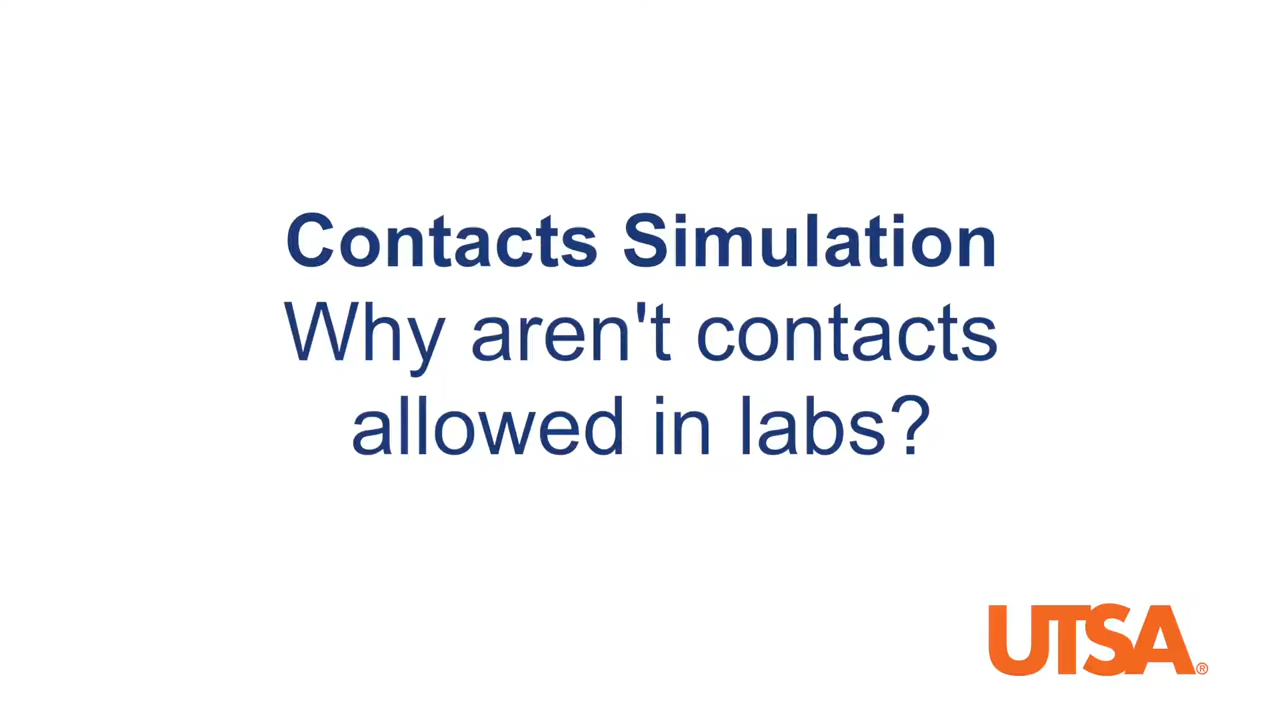 Contacts Simulation
Why aren't contacts
allowed in labs?
UTSA®